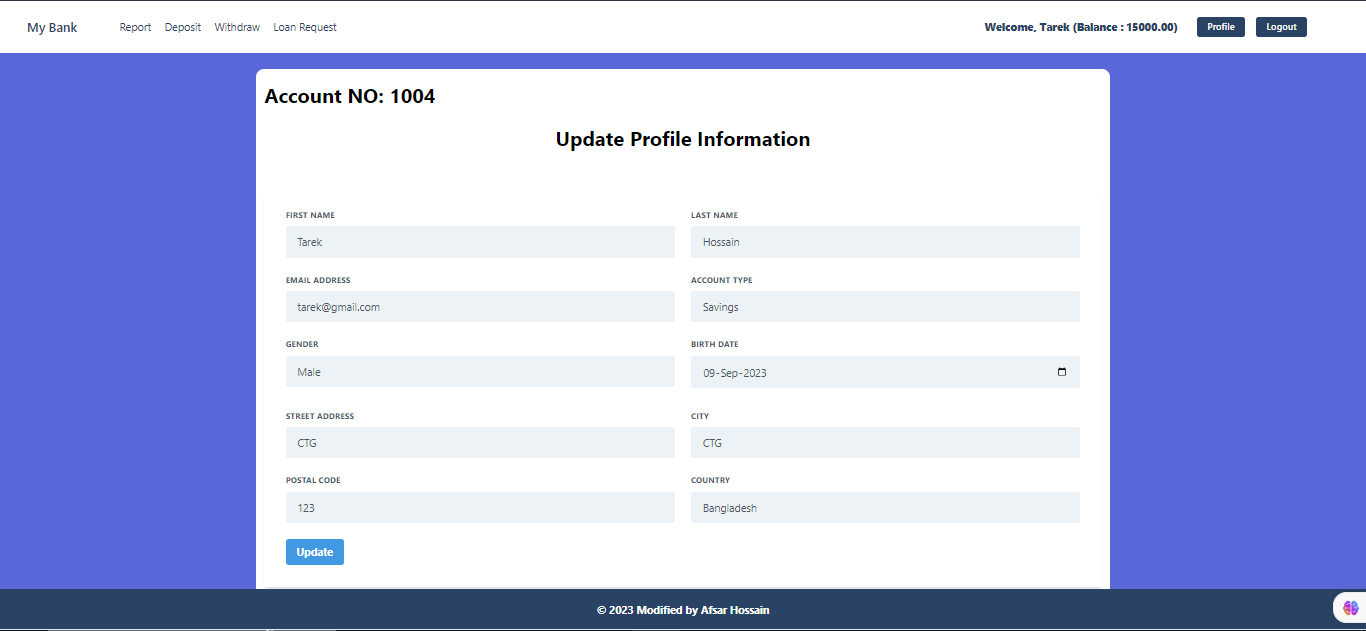 My Bank Report Deposit Withdraw Loan Request Welcome, Tarek (Balance : 15000.00) Profile Logout
Account NO: 1004
Update Profile Information
FIRST NAME LAST NAME
Tarek Hossain
EMAIL ADDRESS ACCOUNT TYPE
tarek@gmail.com Savings
GENDER BIRTH DATE
Male 09-Sep-2023
STREET ADDRESS CITY
CTG CTG
POSTAL CODE COUNTRY
123 Bangladesh
Update
© 2023 Modified by Afsar Hossain